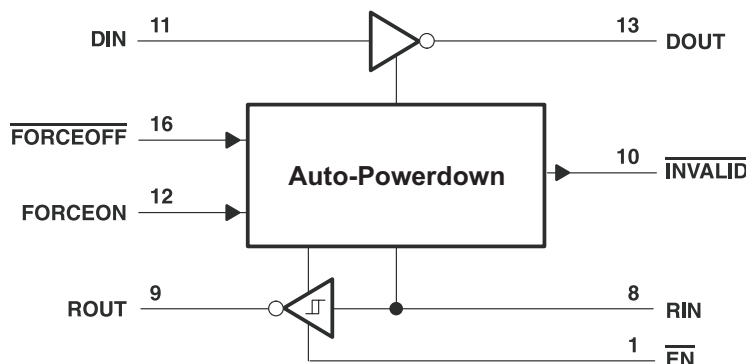 DIN 11 13 DOUT
FORCEOFF 16
Auto-Powerdown
10 INVALID
FORCEON 12
ROUT 9 8 RIN
1 EN